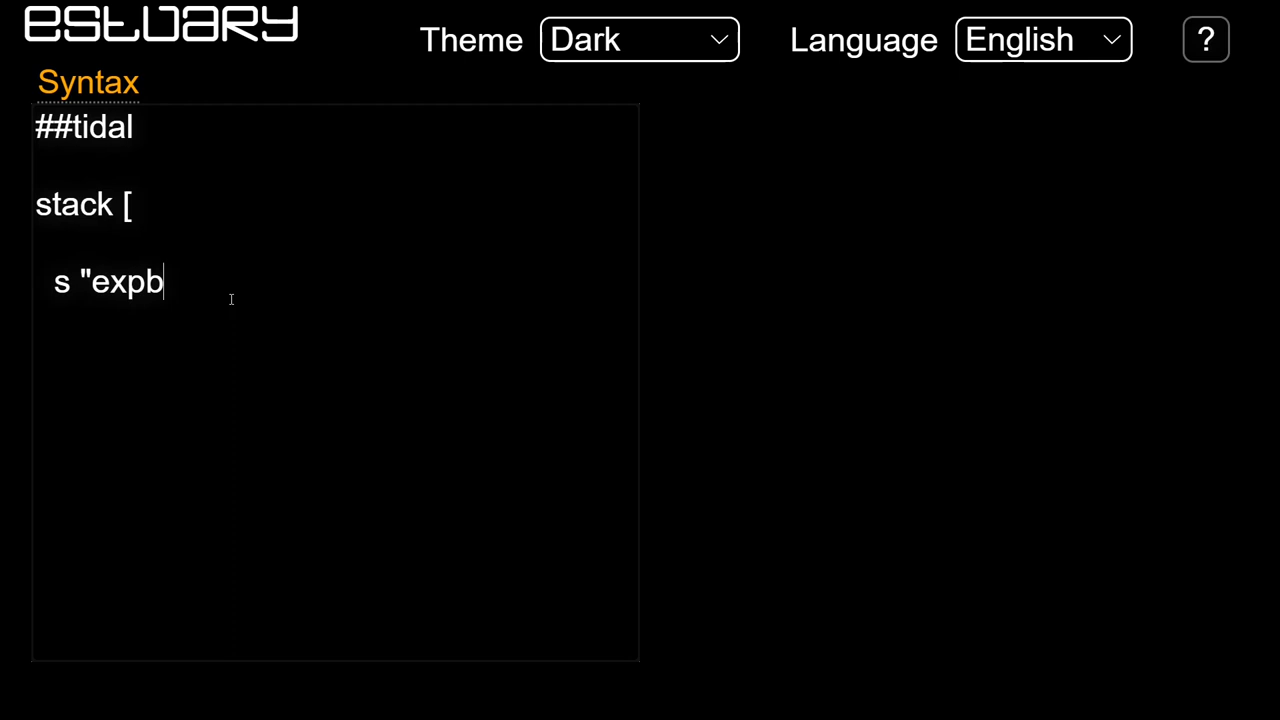 estuary
Theme Dark Language English ?
Syntax
##tidal
stack [
s "expb